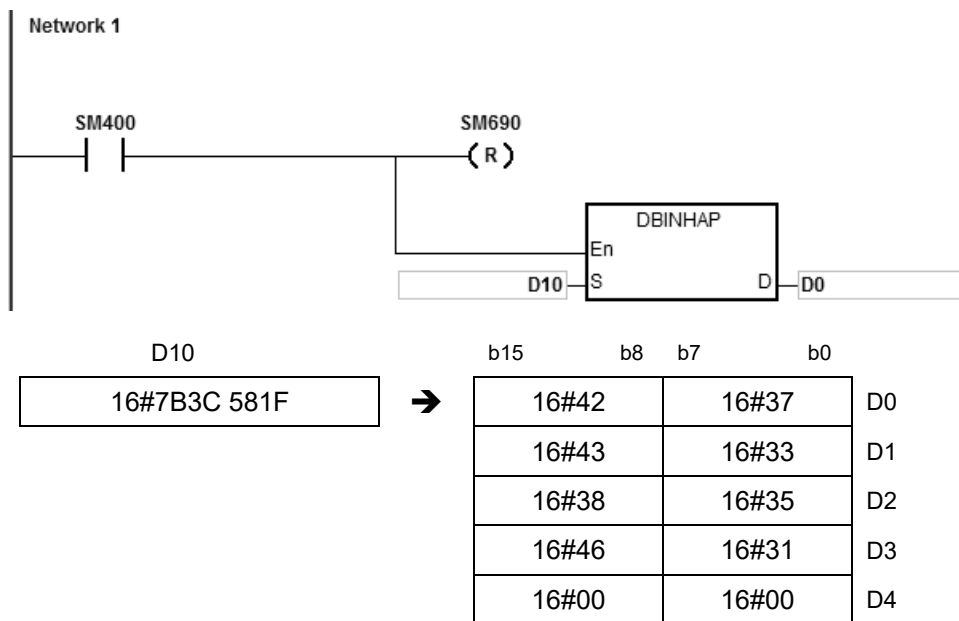 Network 1
SM400 SM690
( R )
DBINHAP
En
D10 S D D0
D10 b15 b8 b7 b0
16#7B3C 581F ➔ 16#42 16#37 D0
16#43 16#33 D1
16#38 16#35 D2
16#46 16#31 D3
16#00 16#00 D4